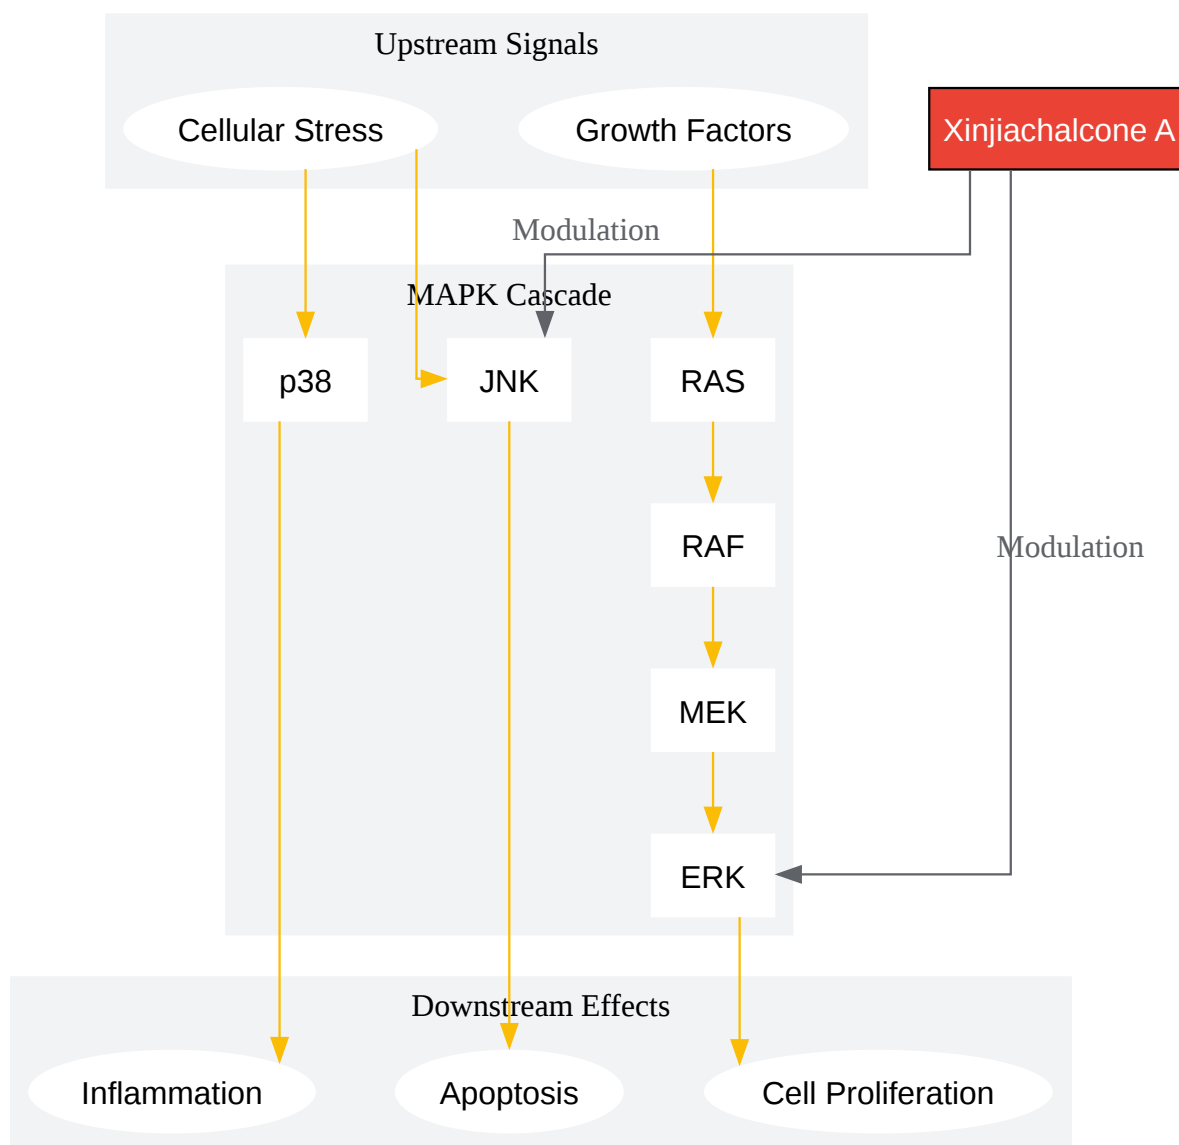 Upstream Signals
Cellular Stress
Growth Factors
Xinjiachalcone A
Modulation
MAPK Cascade
p38
JNK
RAS
RAF
Modulation
MEK
ERK
Downstream Effects
Inflammation
Apoptosis
Cell Proliferation